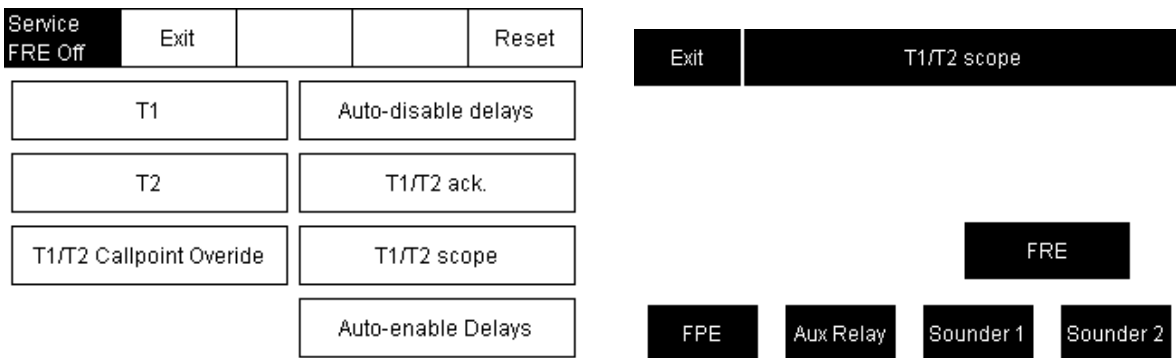 Service
FRE Off
Exit
Reset
T1
Auto-disable delays
T2
T1/T2 ack.
T1/T2 Callpoint Overide
T1/T2 scope
Auto-enable Delays
Exit
T1/T2 scope
FRE
FPE
Aux Relay
Sounder 1
Sounder 2